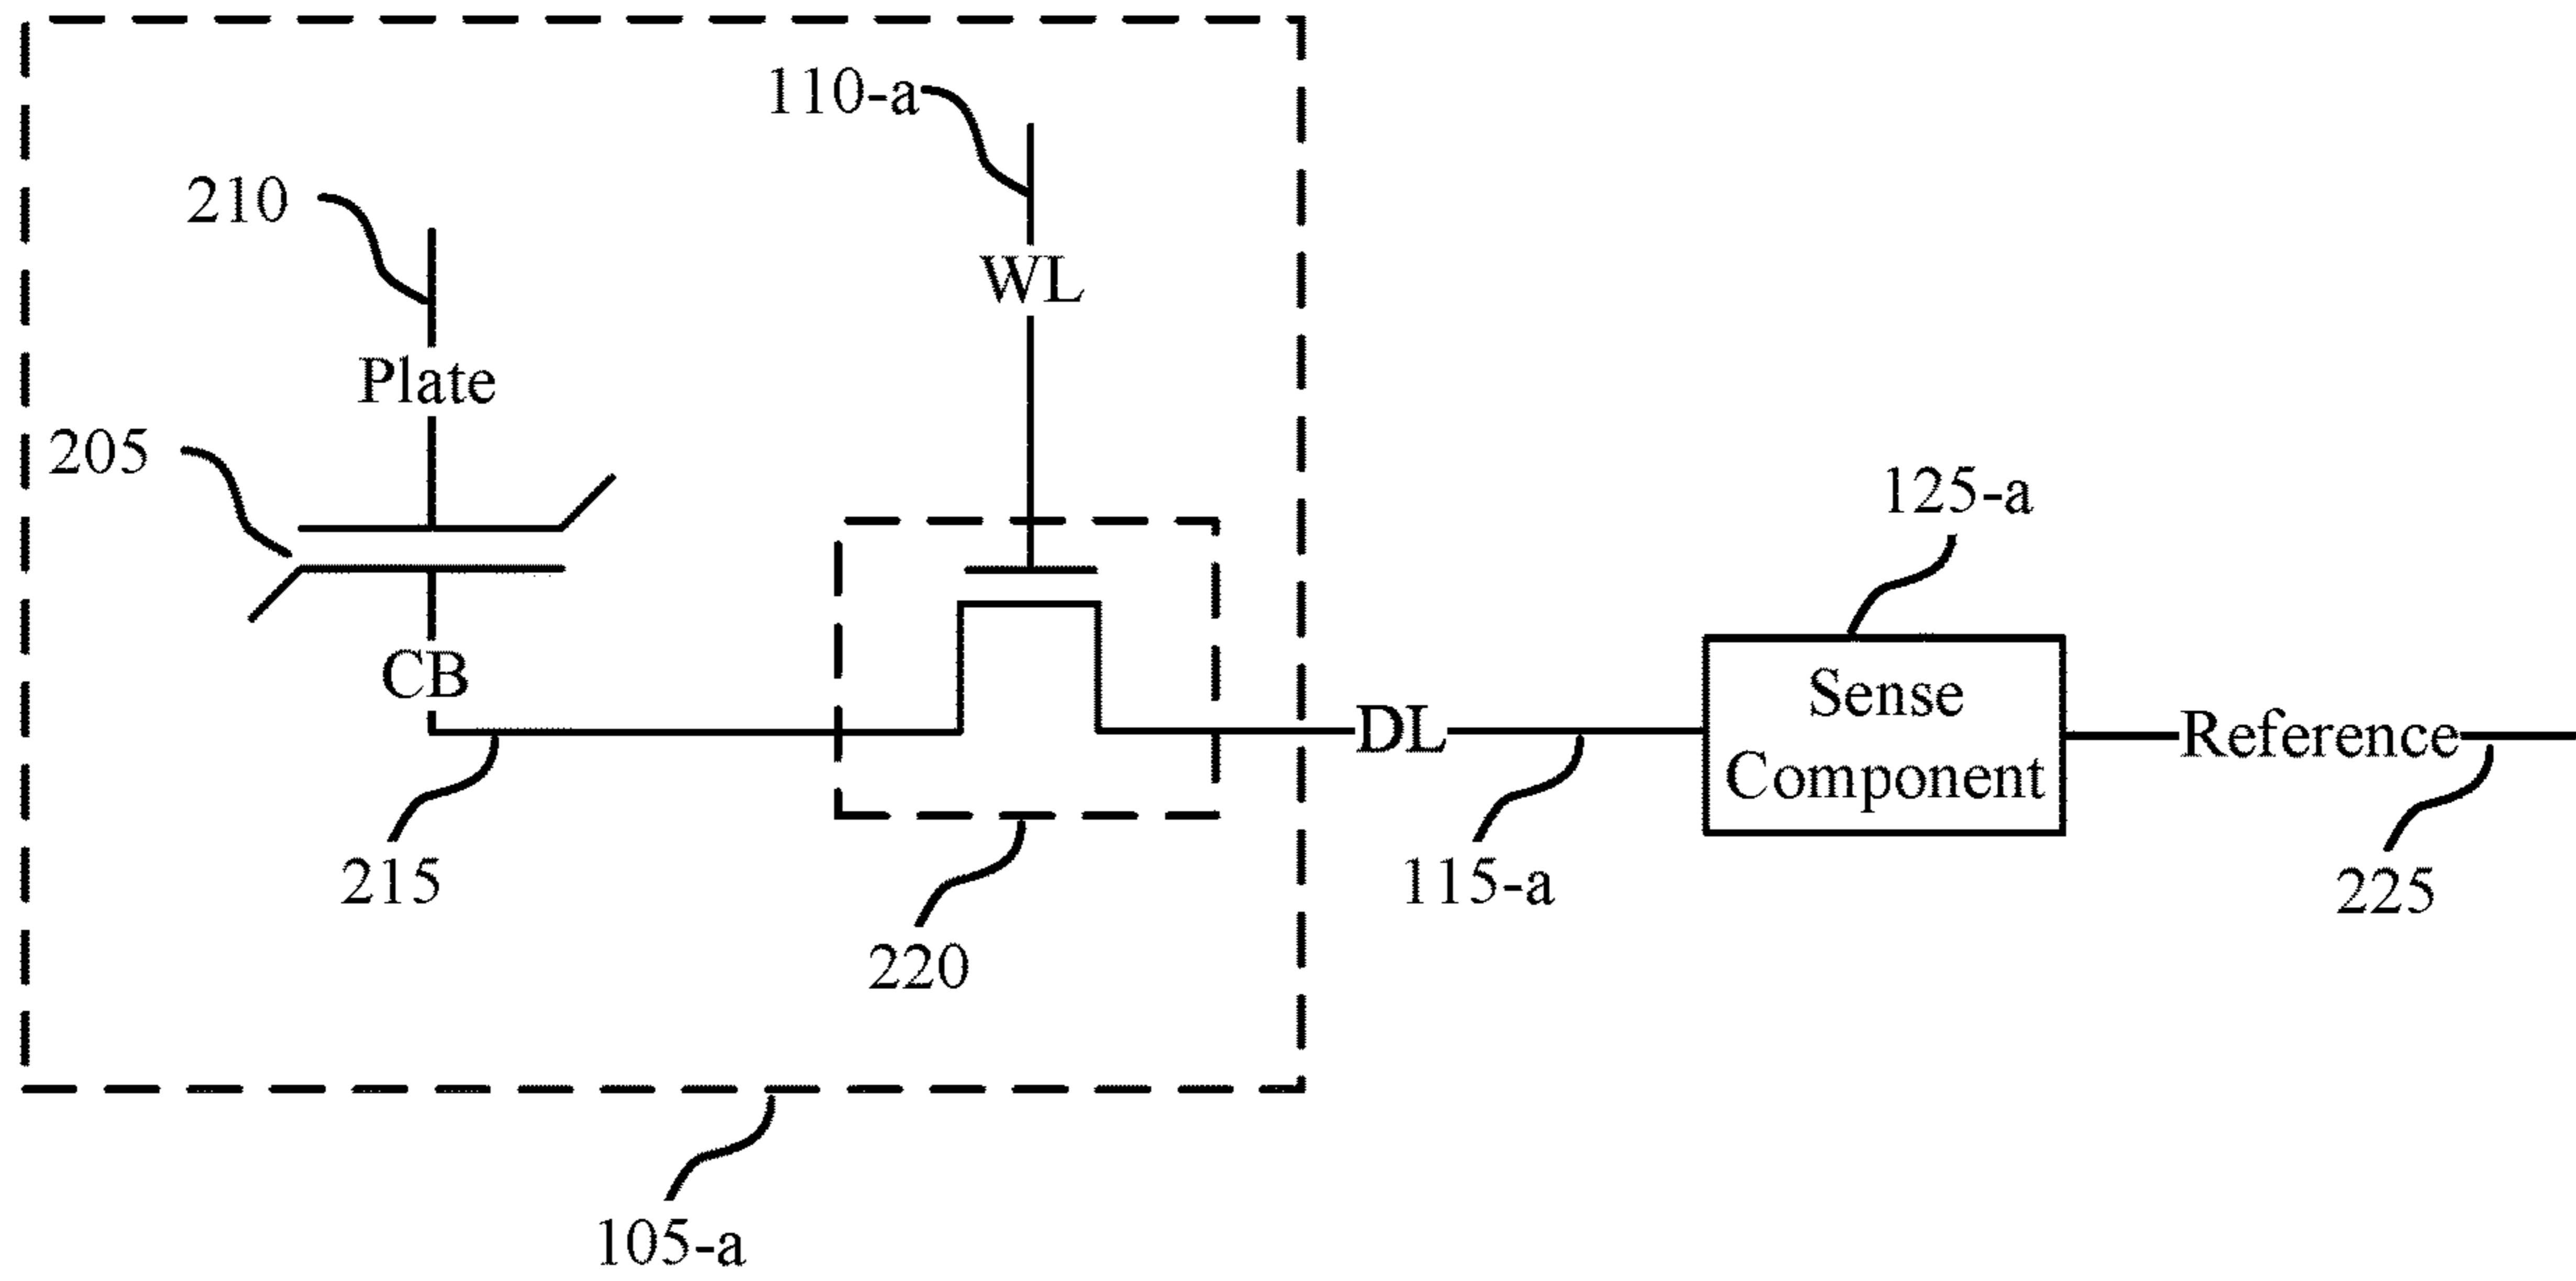 110-a
210
WL
Plate
205
125-a
CB
Sense
Component
DL
Reference
215
115-a
225
220
105-a